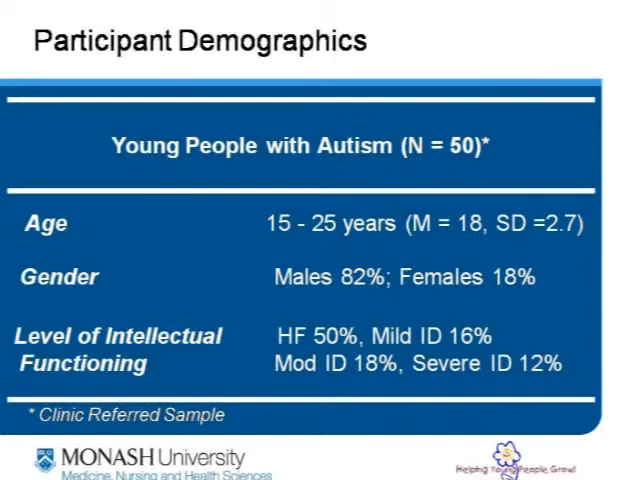 Participant Demographics
Young People with Autism (N = 50)*
Age 15 - 25 years (M = 18, SD =2.7)
Gender Males 82%; Females 18%
Level of Intellectual HF 50%, Mild ID 16%
Functioning Mod ID 18%, Severe ID 12%
* Clinic Referred Sample
MONASH University
Medicine, Nursing and Health Sciences
Helping Young People Grow!